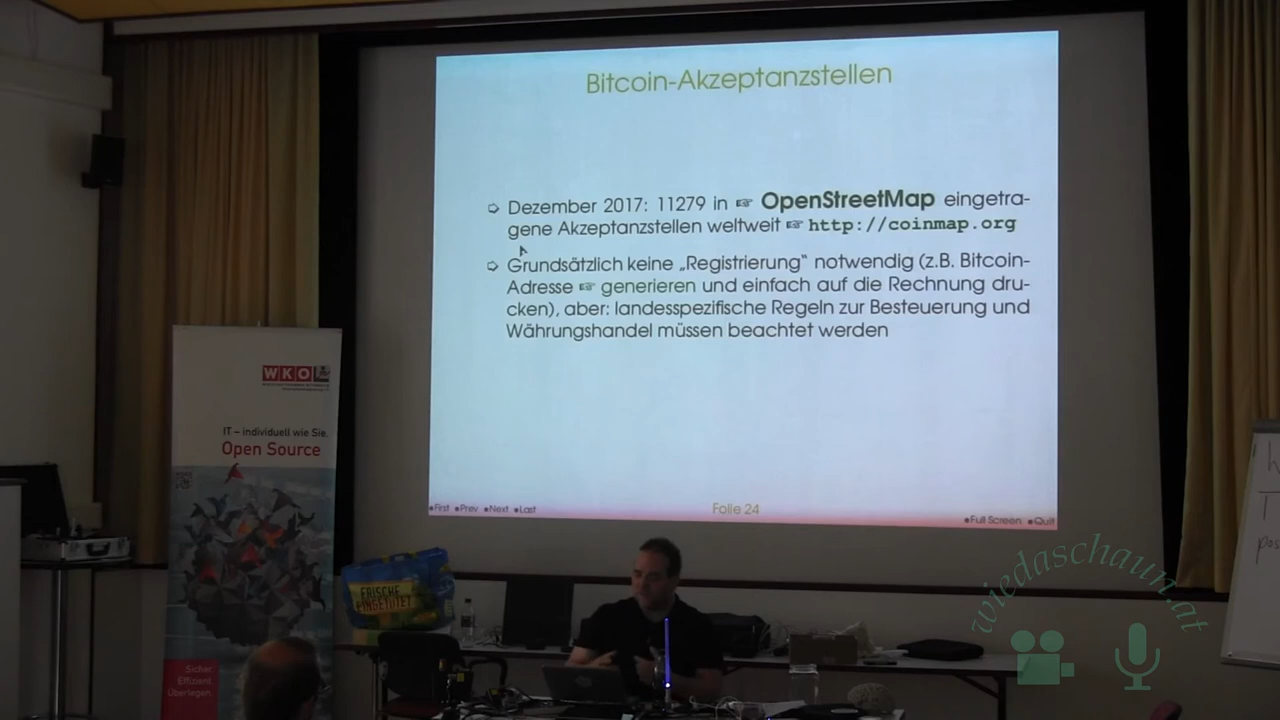 Bitcoin-Akzeptanzstellen
➪ Dezember 2017: 11279 in ☞ OpenStreetMap eingetra-
gene Akzeptanzstellen weltweit ☞ http://coinmap.org
➪ Grundsätzlich keine „Registrierung“ notwendig (z.B. Bitcoin-
Adresse ☞ generieren und einfach auf die Rechnung dru-
cken), aber: landesspezifische Regeln zur Besteuerung und
Währungshandel müssen beachtet werden
•First •Prev •Next •Last
Folie 24
•Full Screen •Quit
WKO
IT – individuell wie Sie.
Open Source
Sicher.
Effizient.
Überlegen.
FRISCHE
EINGETÜTET
wiedaschaun.at